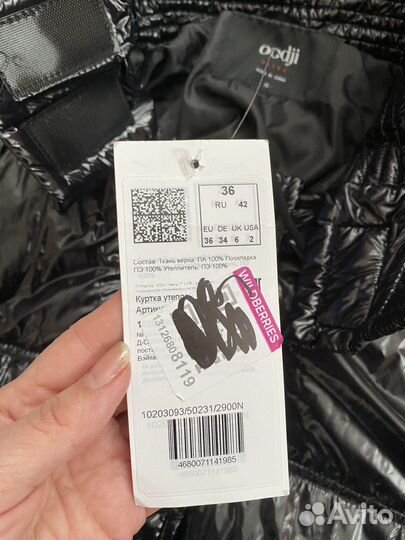 oodji
36
RU 42
EU DE UK USA
36 34 6 2
Состав: Ткань верха: ПА 100% Подкладка
ПЭ 100% Утеплитель: ПЭ 100%
Куртка утепл
Артик
WILDBERRIES
13126808119
10203093/50231/2900N
4680071141985
Avito